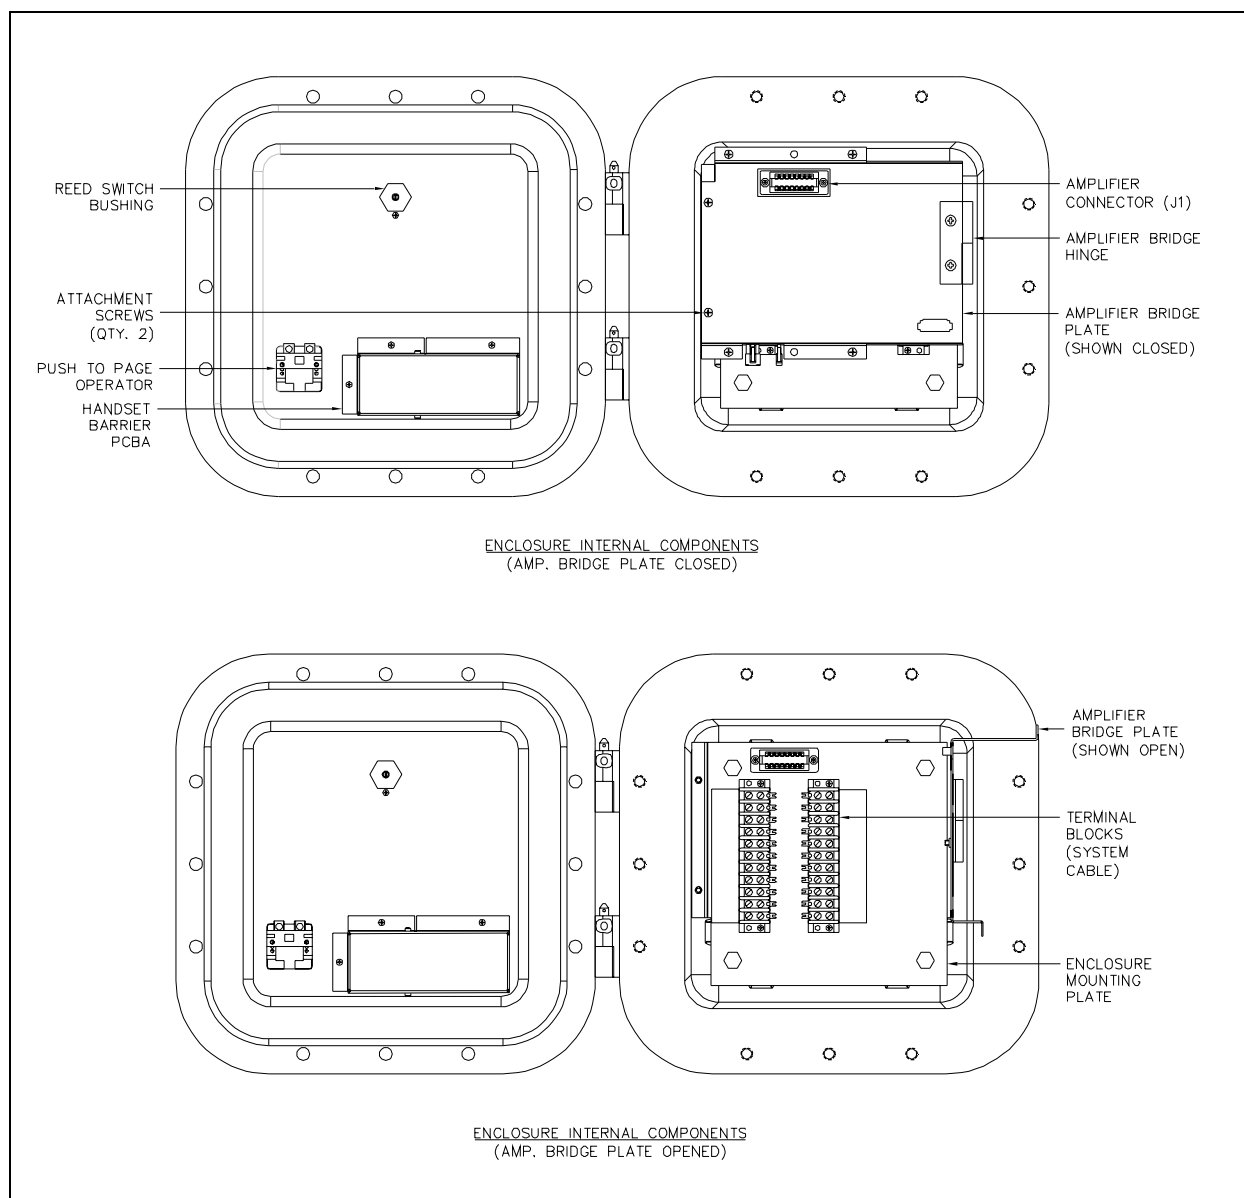 REED SWITCH
BUSHING
ATTACHMENT
SCREWS
(QTY. 2)
PUSH TO PAGE
OPERATOR
HANDSET
BARRIER
PCBA
AMPLIFIER
CONNECTOR (J1)
AMPLIFIER BRIDGE
HINGE
AMPLIFIER BRIDGE
PLATE
(SHOWN CLOSED)
ENCLOSURE INTERNAL COMPONENTS
(AMP. BRIDGE PLATE CLOSED)
AMPLIFIER
BRIDGE PLATE
(SHOWN OPEN)
TERMINAL
BLOCKS
(SYSTEM
CABLE)
ENCLOSURE
MOUNTING
PLATE
ENCLOSURE INTERNAL COMPONENTS
(AMP. BRIDGE PLATE OPENED)